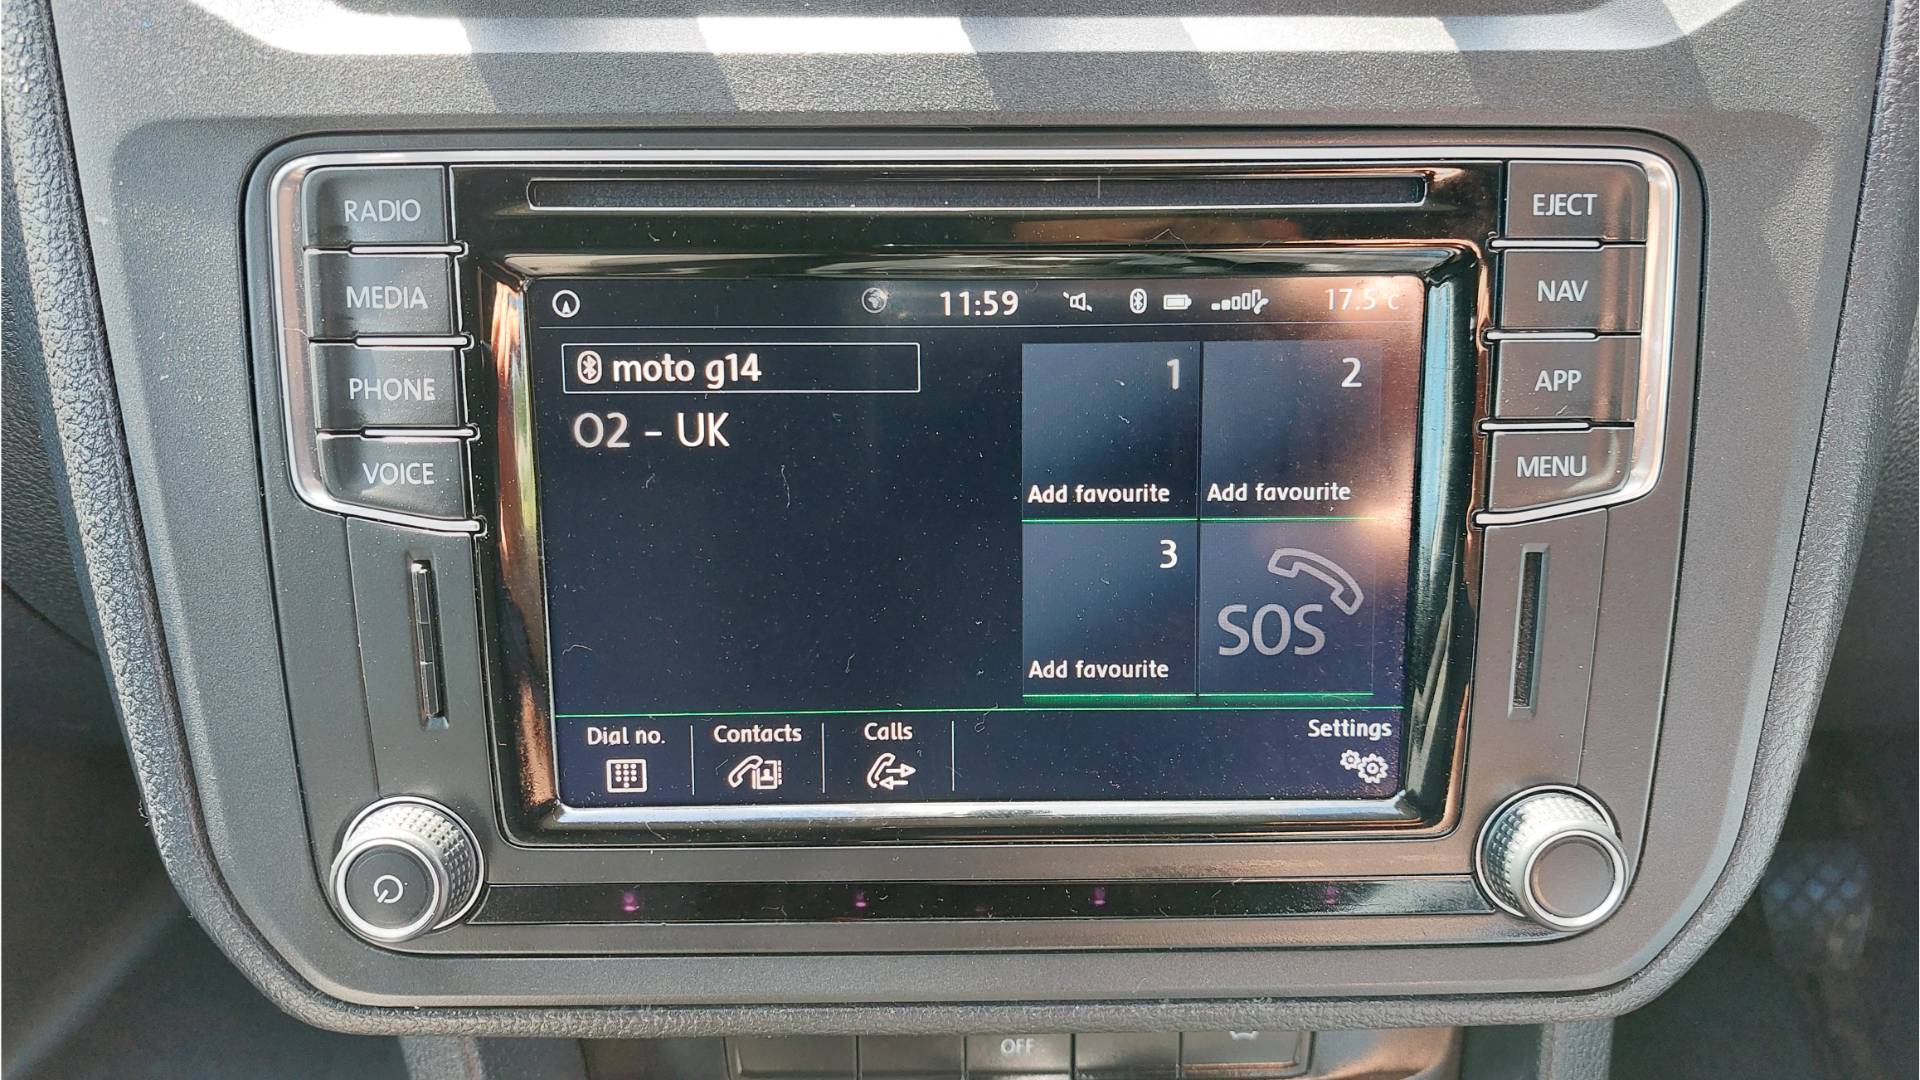 RADIO
MEDIA
PHONE
VOICE
EJECT
NAV
APP
MENU
11:59
17.5 c
moto g14
O2 - UK
1
Add favourite
2
Add favourite
3
Add favourite
SOS
Dial no.
Contacts
Calls
Settings
OFF